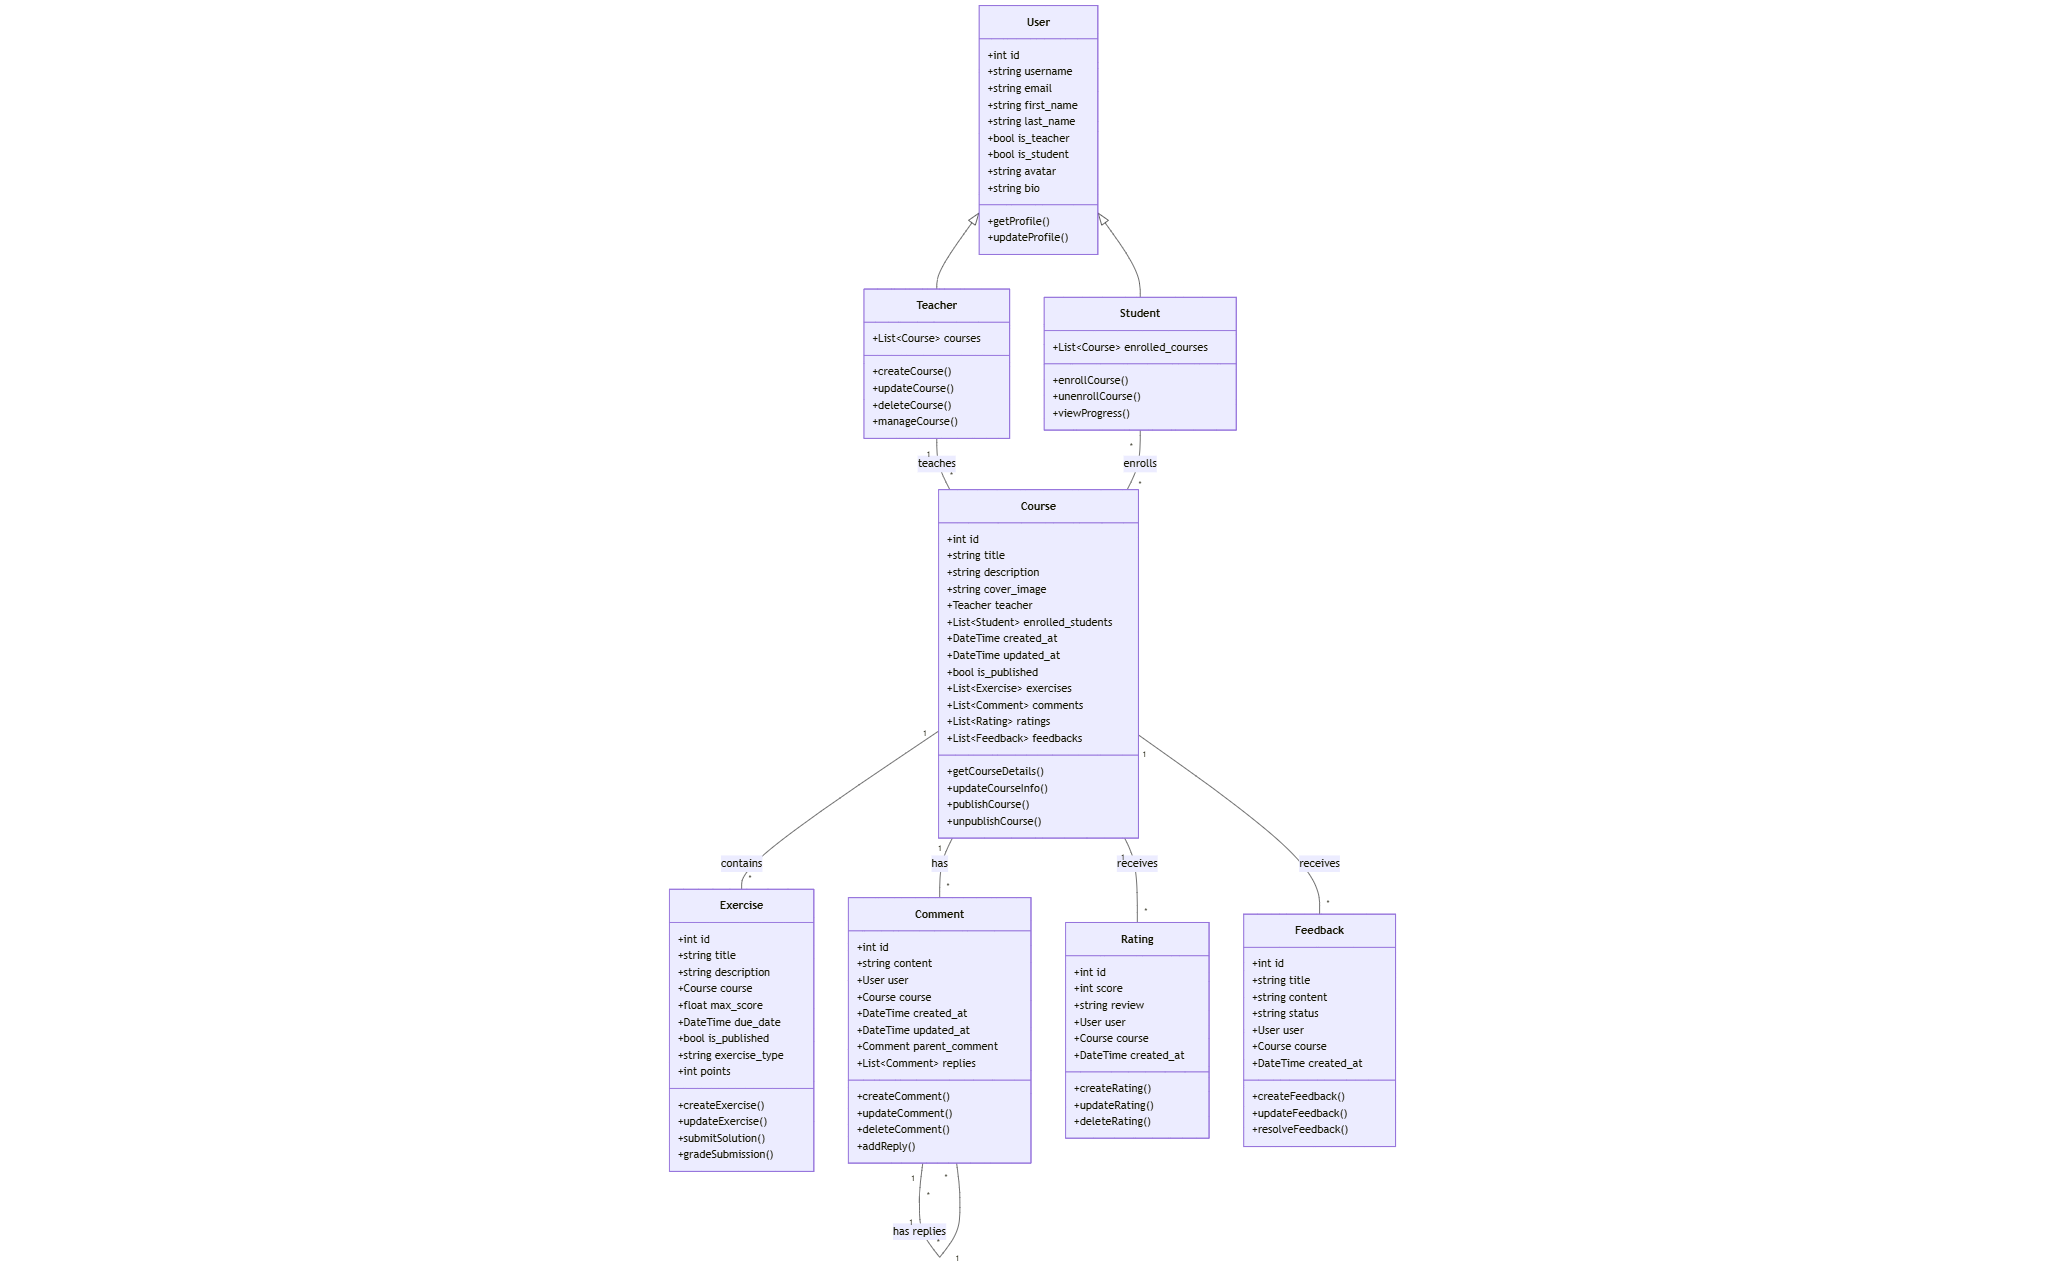 User
+int id
+string username
+string email
+string first_name
+string last_name
+bool is_teacher
+bool is_student
+string avatar
+string bio
+getProfile()
+updateProfile()
Teacher
+List<Course> courses
+createCourse()
+updateCourse()
+deleteCourse()
+manageCourse()
Student
+List<Course> enrolled_courses
+enrollCourse()
+unenrollCourse()
+viewProgress()
1
teaches
*
*
enrolls
*
Course
+int id
+string title
+string description
+string cover_image
+Teacher teacher
+List<Student> enrolled_students
+DateTime created_at
+DateTime updated_at
+bool is_published
+List<Exercise> exercises
+List<Comment> comments
+List<Rating> ratings
+List<Feedback> feedbacks
+getCourseDetails()
+updateCourseInfo()
+publishCourse()
+unpublishCourse()
1
contains
*
1
has
*
1
receives
*
1
receives
*
Exercise
+int id
+string title
+string description
+Course course
+float max_score
+DateTime due_date
+bool is_published
+string exercise_type
+int points
+createExercise()
+updateExercise()
+submitSolution()
+gradeSubmission()
Comment
+int id
+string content
+User user
+Course course
+DateTime created_at
+DateTime updated_at
+Comment parent_comment
+List<Comment> replies
+createComment()
+updateComment()
+deleteComment()
+addReply()
Rating
+int id
+int score
+string review
+User user
+Course course
+DateTime created_at
+createRating()
+updateRating()
+deleteRating()
Feedback
+int id
+string title
+string content
+string status
+User user
+Course course
+DateTime created_at
+createFeedback()
+updateFeedback()
+resolveFeedback()
1
*
*
1
has replies
*
1